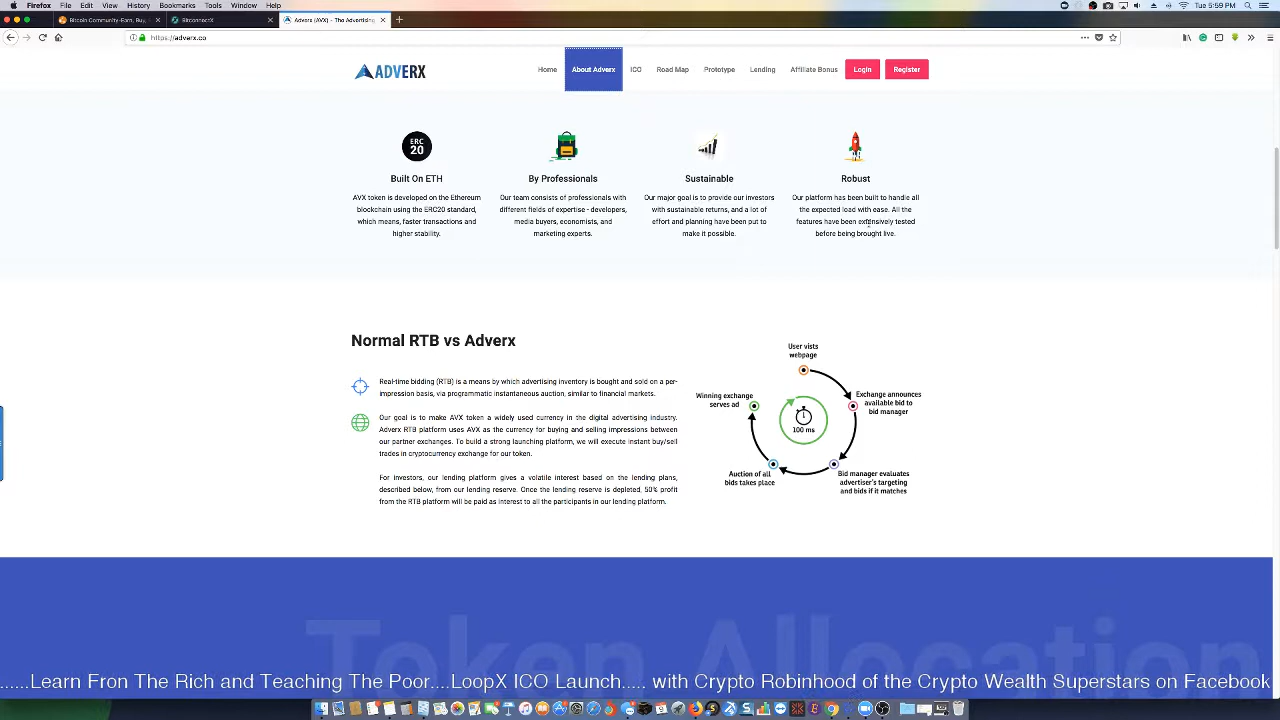 Firefox File Edit View History Bookmarks Tools Window Help
Tue 5:59 PM
Bitcoin Community-Earn, Buy,
BitconnectX
Adverx (AVX) - The Advertising
https://adverx.co
ADVERX
Home About Adverx ICO Road Map Prototype Lending Affiliate Bonus Login Register
ERC
20
Built On ETH
AVX token is developed on the Ethereum
blockchain using the ERC20 standard,
which means, faster transactions and
higher stability.
By Professionals
Our team consists of professionals with
different fields of expertise - developers,
media buyers, economists, and
marketing experts.
Sustainable
Our major goal is to provide our investors
with sustainable returns, and a lot of
effort and planning have been put to
make it possible.
Robust
Our platform has been built to handle all
the expected load with ease. All the
features have been extensively tested
before being brought live.
Normal RTB vs Adverx
Real-time bidding (RTB) is a means by which advertising inventory is bought and sold on a per-
impression basis, via programmatic instantaneous auction, similar to financial markets.
Our goal is to make AVX token a widely used currency in the digital advertising industry.
Adverx RTB platform uses AVX as the currency for buying and selling impressions between
our partner exchanges. To build a strong launching platform, we will execute instant buy/sell
trades in cryptocurrency exchange for our token.
For investors, our lending platform gives a volatile interest based on the lending plans,
described below, from our lending reserve. Once the lending reserve is depleted, 50% profit
from the RTB platform will be paid as interest to all the participants in our lending platform.
User vists
webpage
Exchange announces
available bid to
bid manager
Bid manager evaluates
advertiser's targeting
and bids if it matches
Auction of all
bids takes place
Winning exchange
serves ad
100 ms
Token Allocation
......Learn Fron The Rich and Teaching The Poor....LoopX ICO Launch..... with Crypto Robinhood of the Crypto Wealth Superstars on Facebook